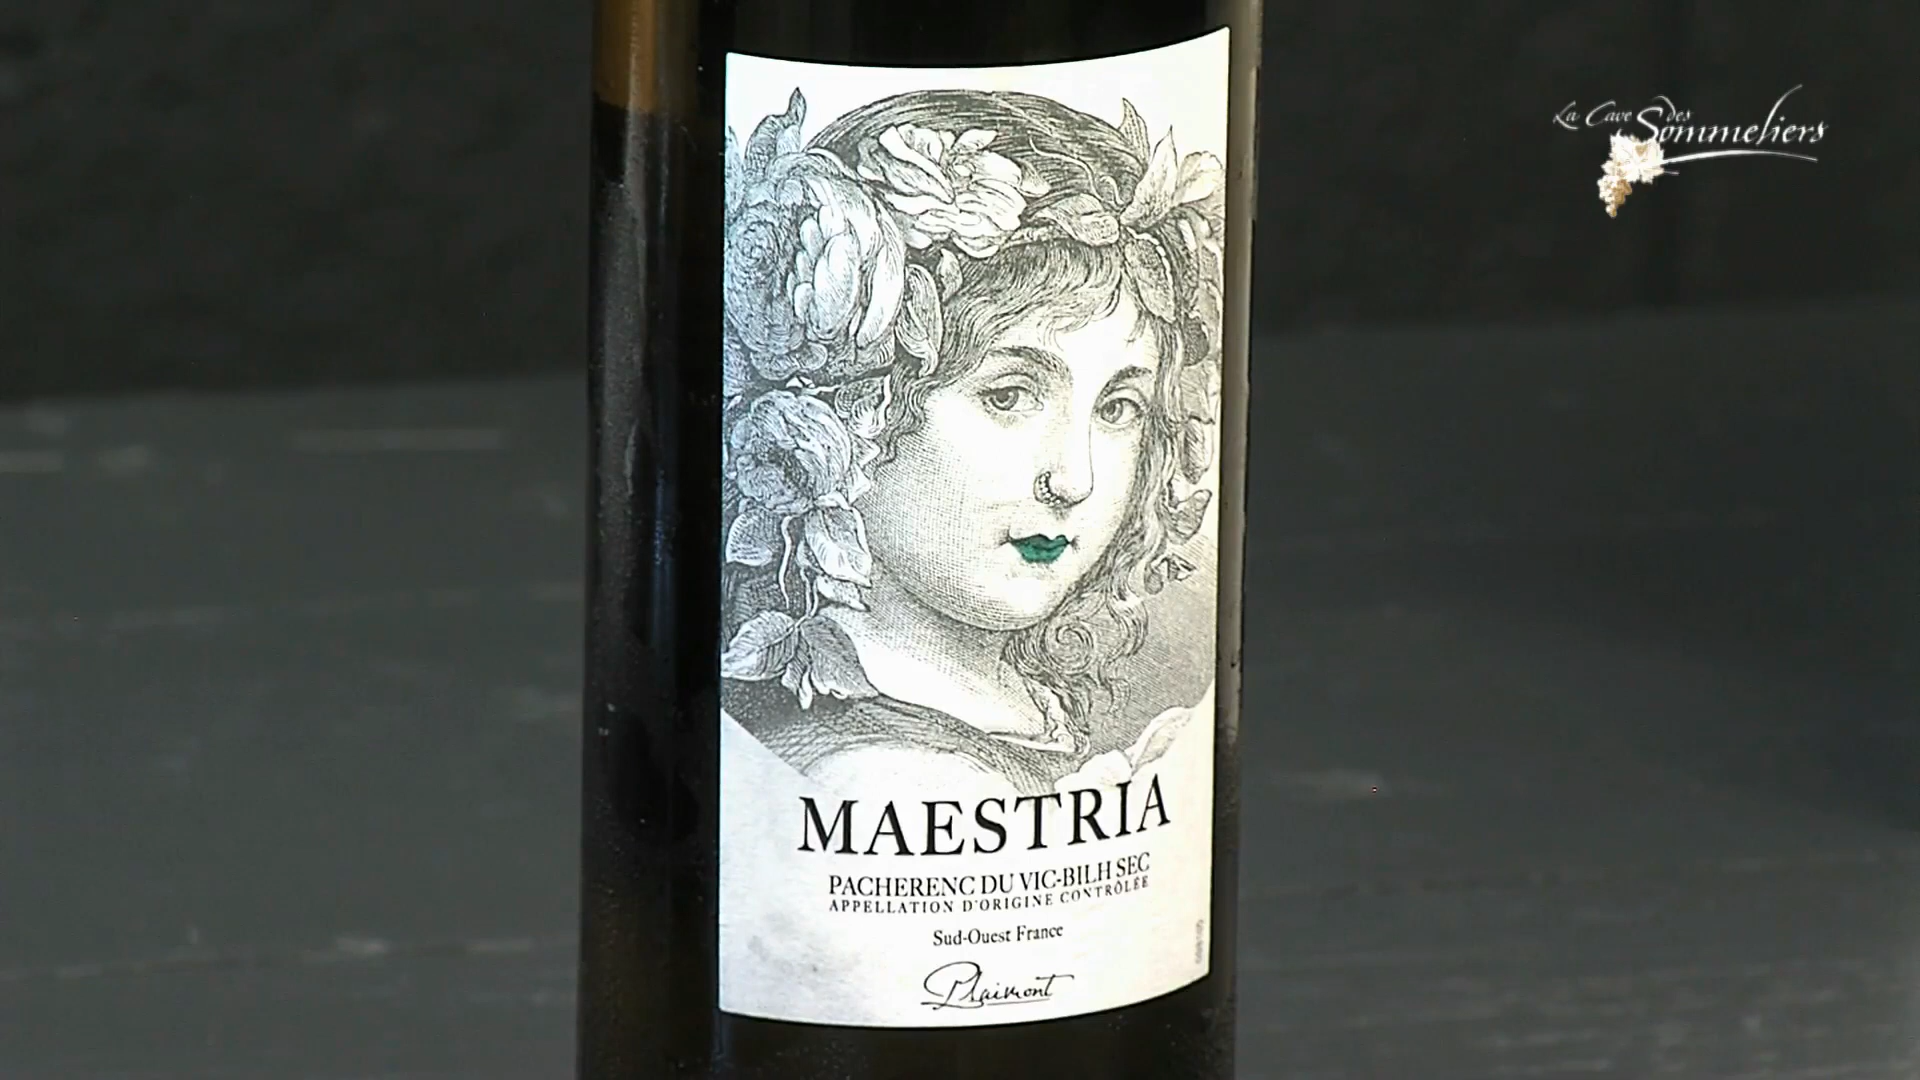 La Cave des
Sommeliers
MAESTRIA
PACHERENC DU VIC-BILH SEC
APPELLATION D'ORIGINE CONTRÔLÉE
Sud-Ouest France
Plaimont